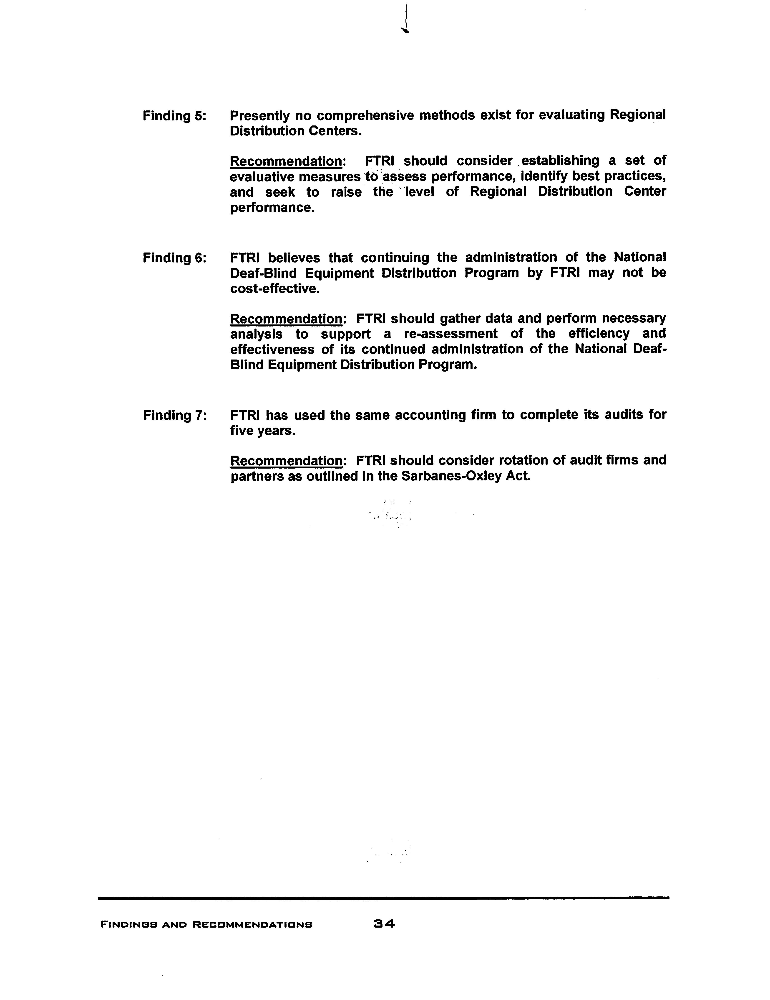 Finding 5: Presently no comprehensive methods exist for evaluating Regional
Distribution Centers.
Recommendation: FTRI should consider establishing a set of
evaluative measures to assess performance, identify best practices,
and seek to raise the level of Regional Distribution Center
performance.
Finding 6: FTRI believes that continuing the administration of the National
Deaf-Blind Equipment Distribution Program by FTRI may not be
cost-effective.
Recommendation: FTRI should gather data and perform necessary
analysis to support a re-assessment of the efficiency and
effectiveness of its continued administration of the National Deaf-
Blind Equipment Distribution Program.
Finding 7: FTRI has used the same accounting firm to complete its audits for
five years.
Recommendation: FTRI should consider rotation of audit firms and
partners as outlined in the Sarbanes-Oxley Act.
FINDINGS AND RECOMMENDATIONS 34